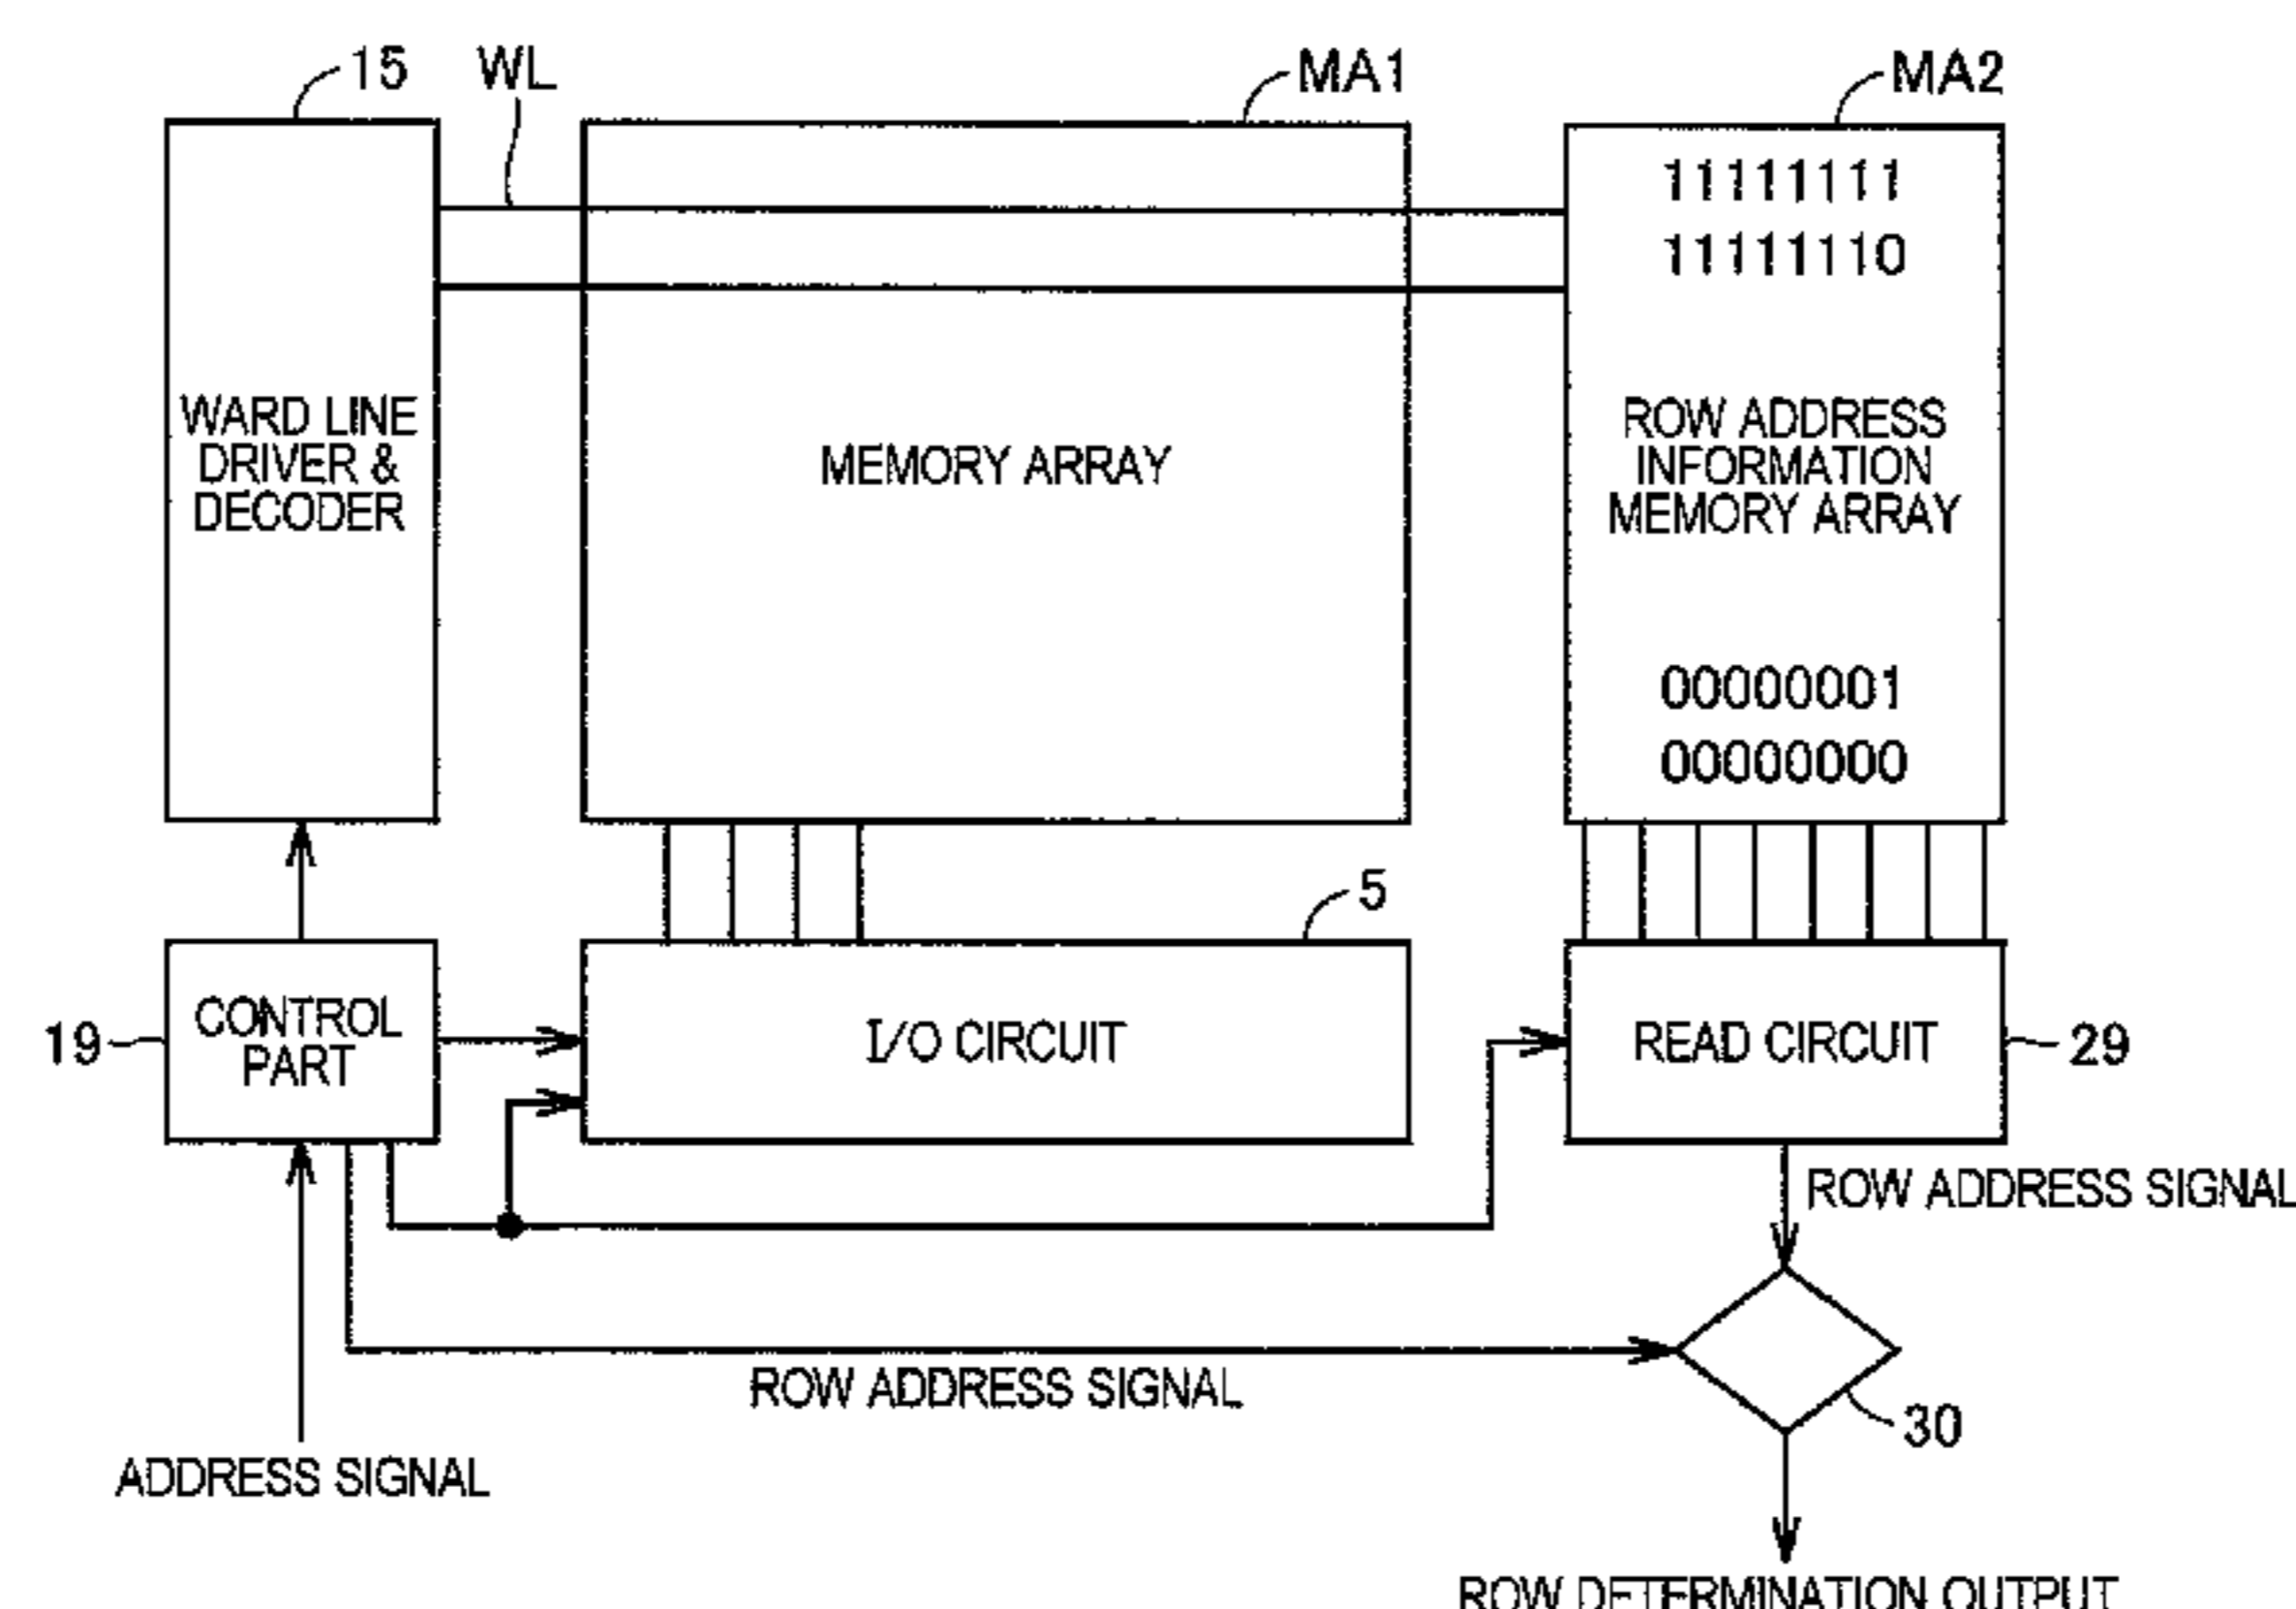 15
WL
MA1
MA2
11111111
11111110
WARD LINE
DRIVER &
DECODER
MEMORY ARRAY
ROW ADDRESS
INFORMATION
MEMORY ARRAY
00000001
00000000
5
19
CONTROL
PART
I/O CIRCUIT
READ CIRCUIT
29
ROW ADDRESS SIGNAL
ROW ADDRESS SIGNAL
30
ADDRESS SIGNAL
ROW DETERMINATION OUTPUT